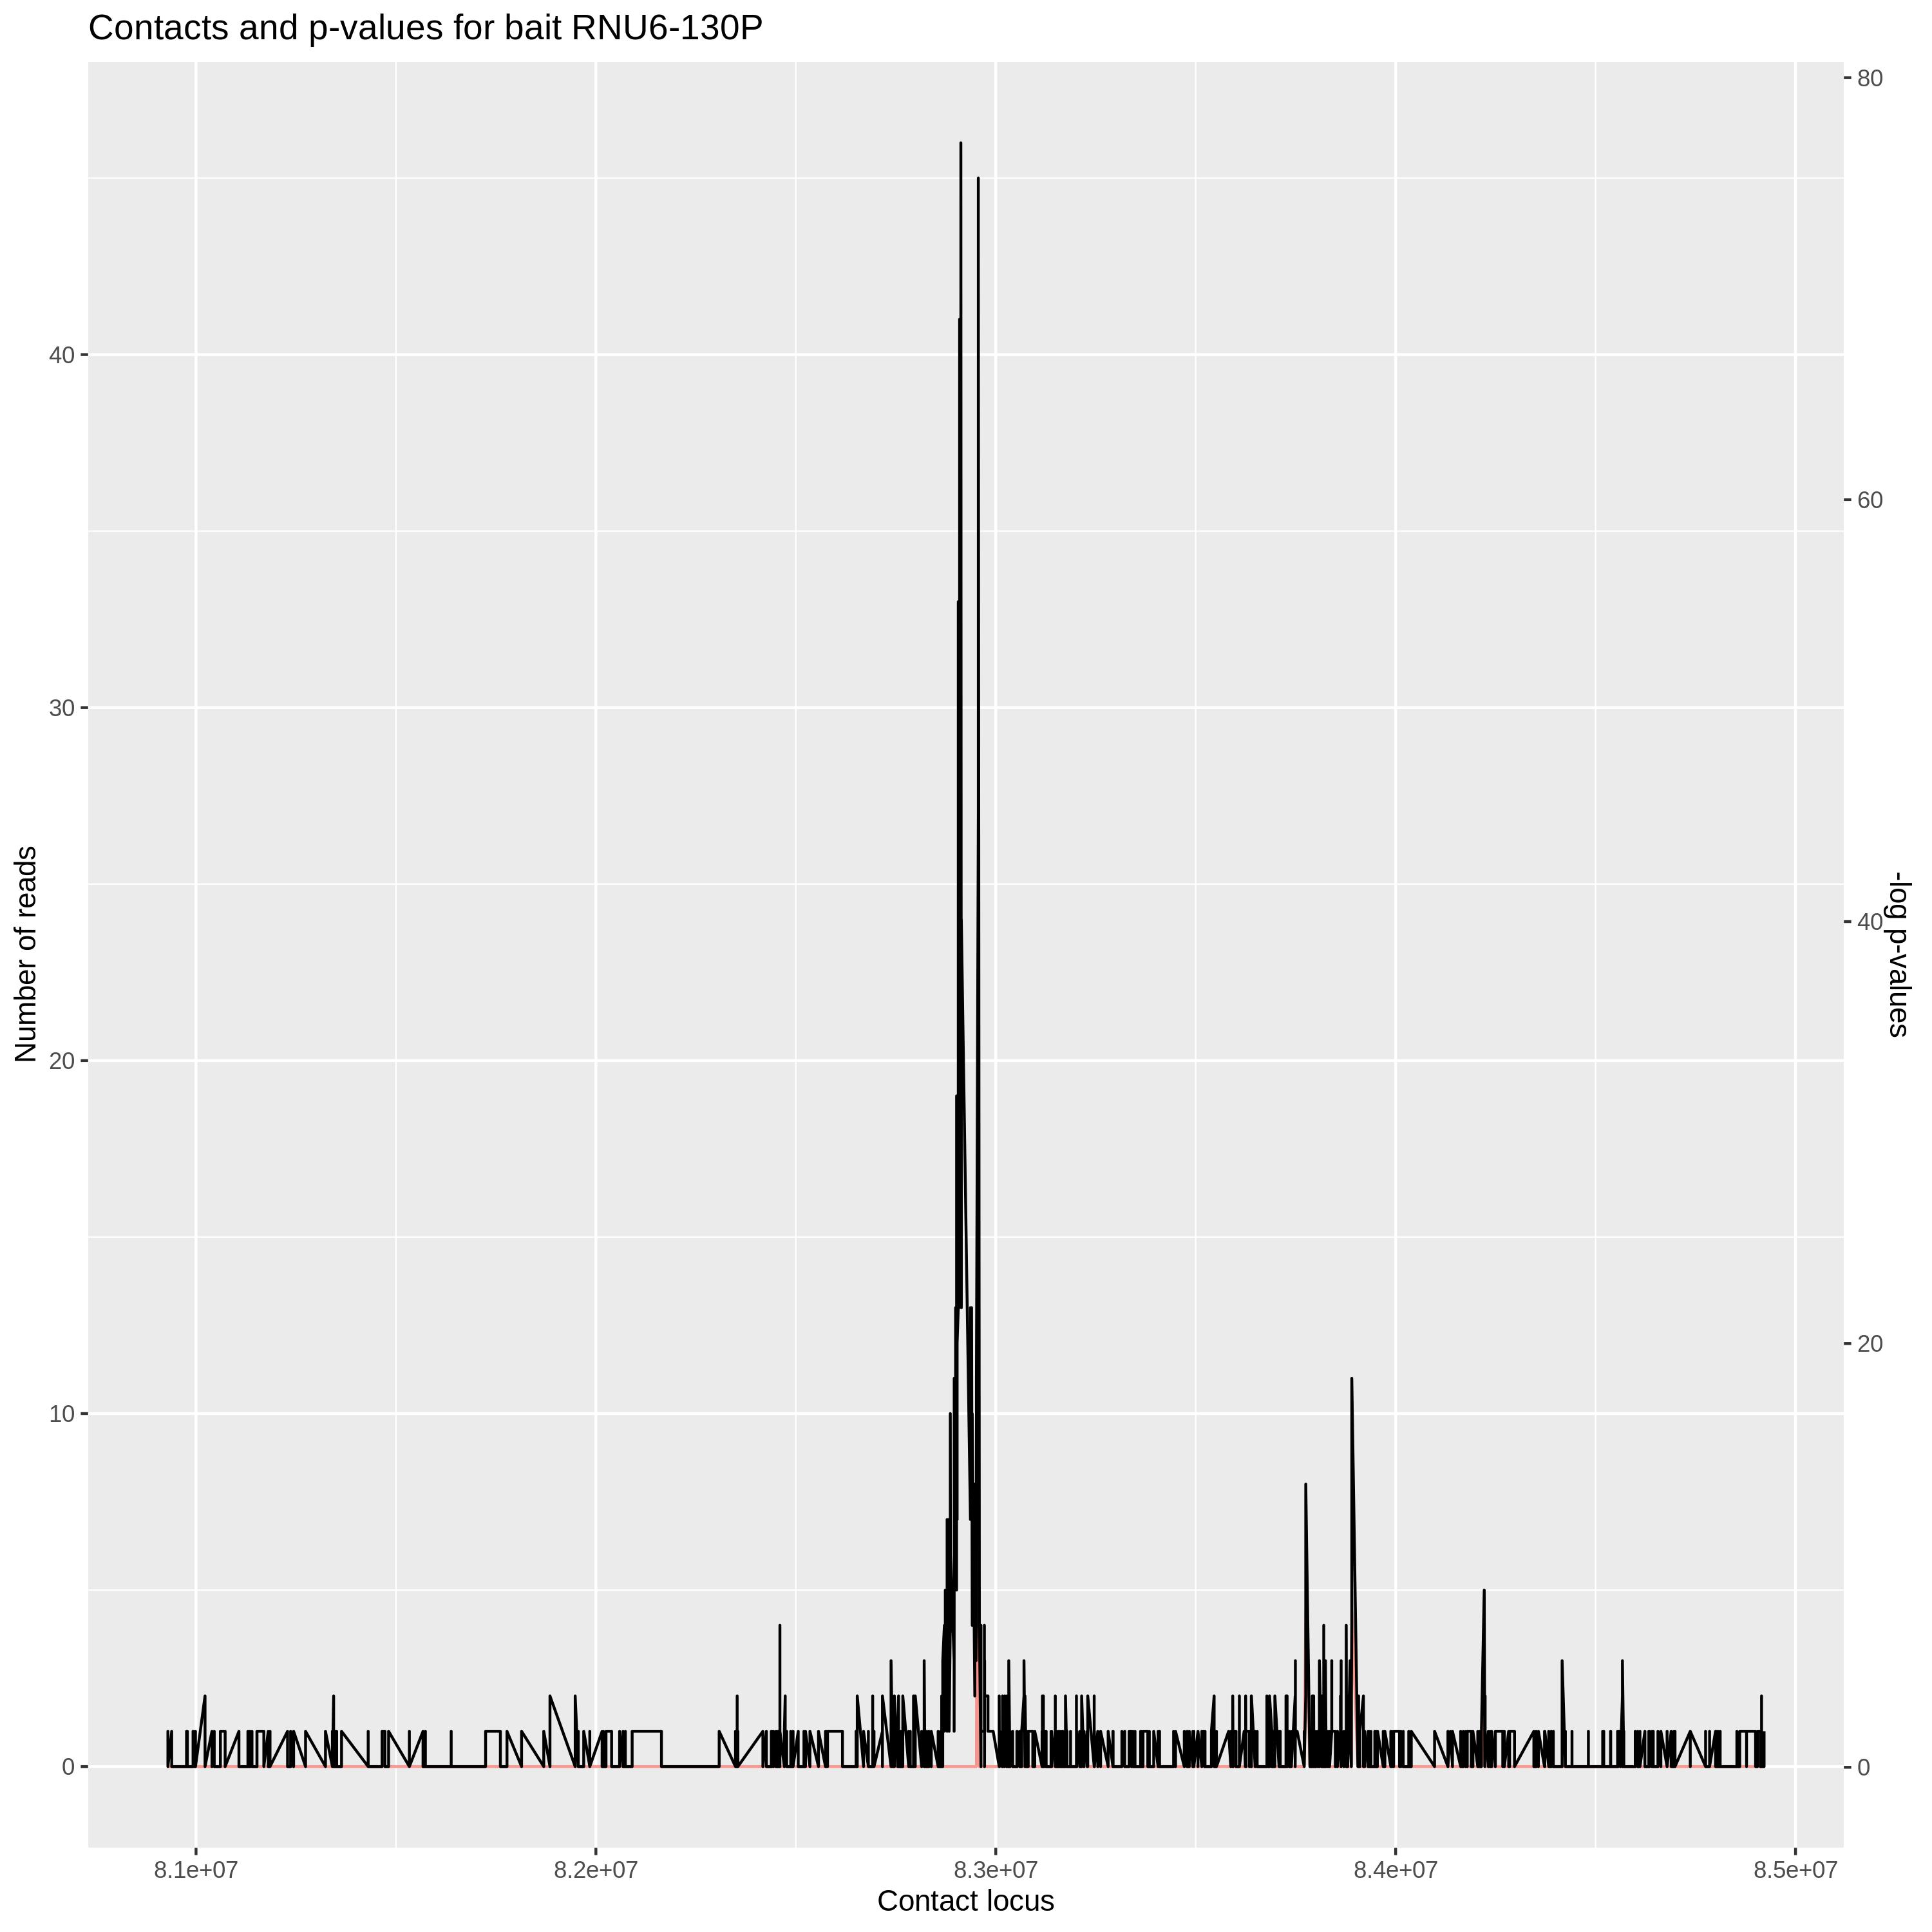 Contacts and p-values for bait RNU6-130P
80
60
40
20
0
-log p-values
40
30
20
10
0
Number of reads
8.1e+07 8.2e+07 8.3e+07 8.4e+07 8.5e+07
Contact locus